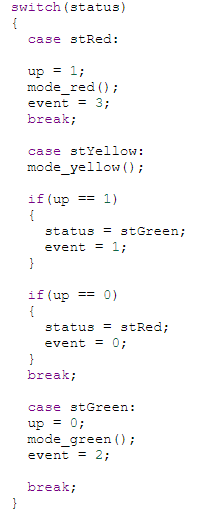 switch(status)
{
case stRed:
up = 1;
mode_red();
event = 3;
break;
case stYellow:
mode_yellow();
if(up == 1)
{
status = stGreen;
event = 1;
}
if(up == 0)
{
status = stRed;
event = 0;
}
break;
case stGreen:
up = 0;
mode_green();
event = 2;
break;
}